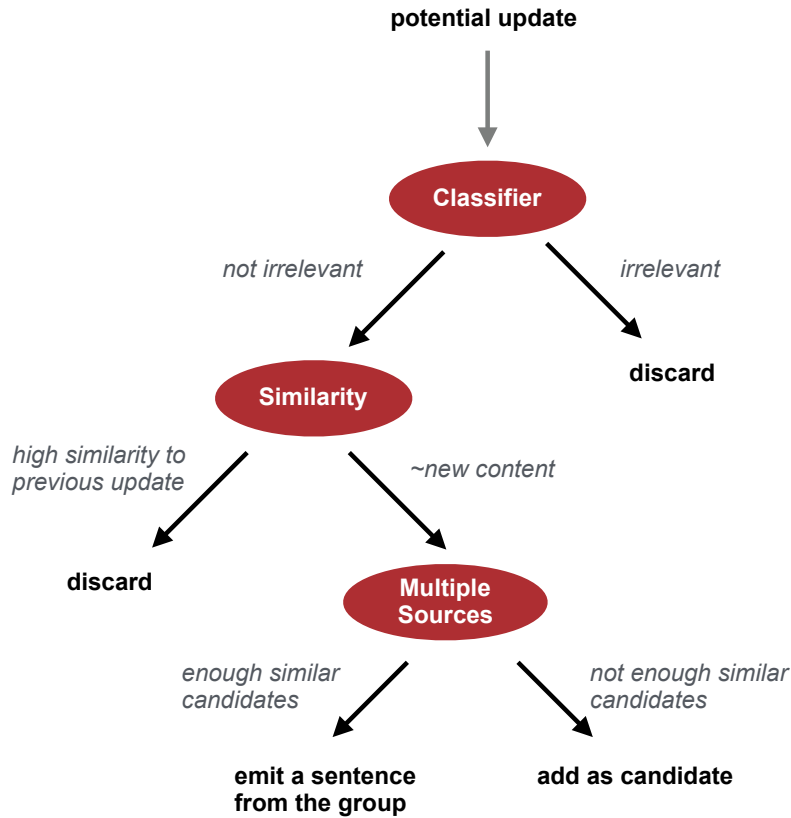 potential update
Classifier
not irrelevant
irrelevant
discard
Similarity
high similarity to
previous update
~new content
discard
Multiple
Sources
enough similar
candidates
not enough similar
candidates
emit a sentence
from the group
add as candidate